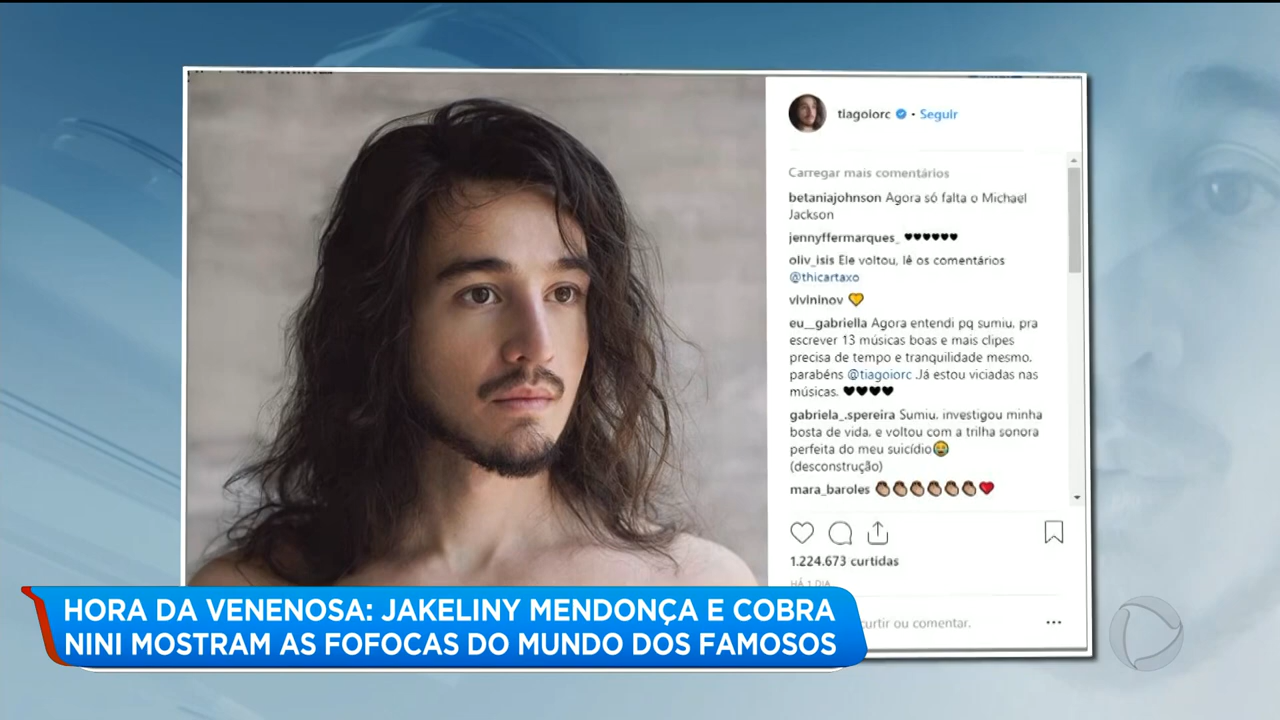 tiagoiorc • Seguir
Carregar mais comentários
betaniajohnson Agora só falta o Michael
Jackson
jennyffermarques_ ♥♥♥♥♥♥
oliv_isis Ele voltou, lê os comentários
@thicartaxo
vivininov 💛
eu__gabriella Agora entendi pq sumiu, pra
escrever 13 músicas boas e mais clipes
precisa de tempo e tranquilidade mesmo,
parabéns @tiagoiorc .Já estou viciadas nas
músicas. ♥♥♥♥
gabriela_.spereira Sumiu, investigou minha
bosta de vida, e voltou com a trilha sonora
perfeita do meu suicídio😭
(desconstrução)
mara_baroles 👏👏👏👏👏👏❤️
1.224.673 curtidas
HÁ 1 DIA
curtir ou comentar.
HORA DA VENENOSA: JAKELINY MENDONÇA E COBRA
NINI MOSTRAM AS FOFOCAS DO MUNDO DOS FAMOSOS